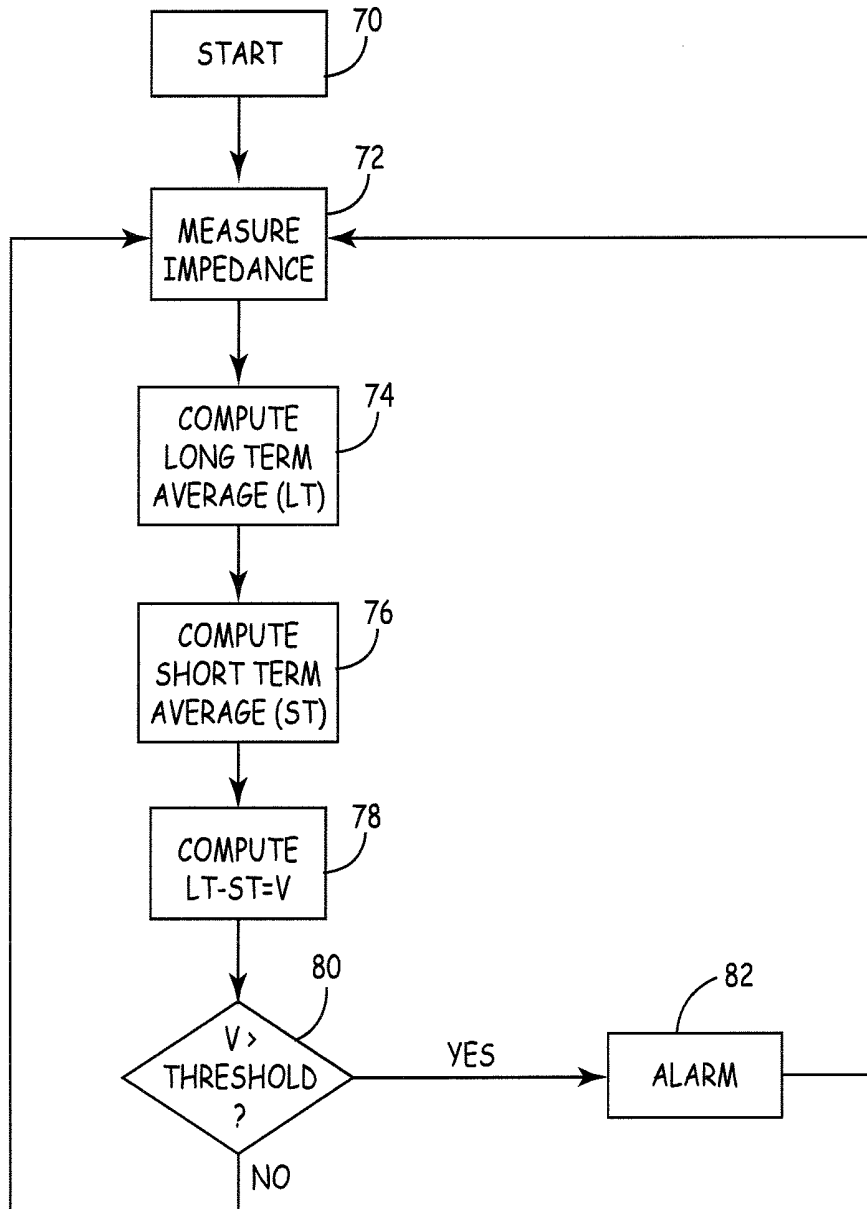 70
START
72
MEASURE
IMPEDANCE
74
COMPUTE
LONG TERM
AVERAGE (LT)
76
COMPUTE
SHORT TERM
AVERAGE (ST)
78
COMPUTE
LT-ST=V
80
V >
THRESHOLD
?
YES
82
ALARM
NO